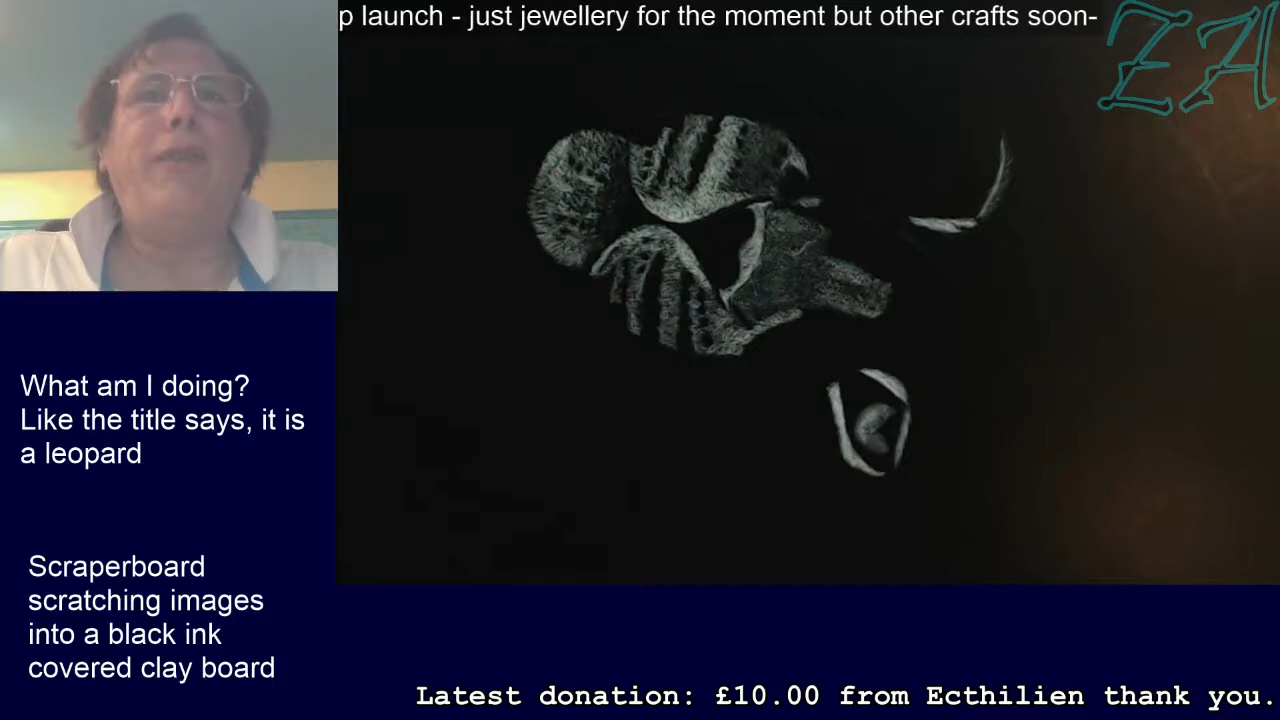 p launch - just jewellery for the moment but other crafts soon-
ZA
What am I doing?
Like the title says, it is
a leopard
Scraperboard
scratching images
into a black ink
covered clay board
Latest donation: £10.00 from Ecthilien thank you.